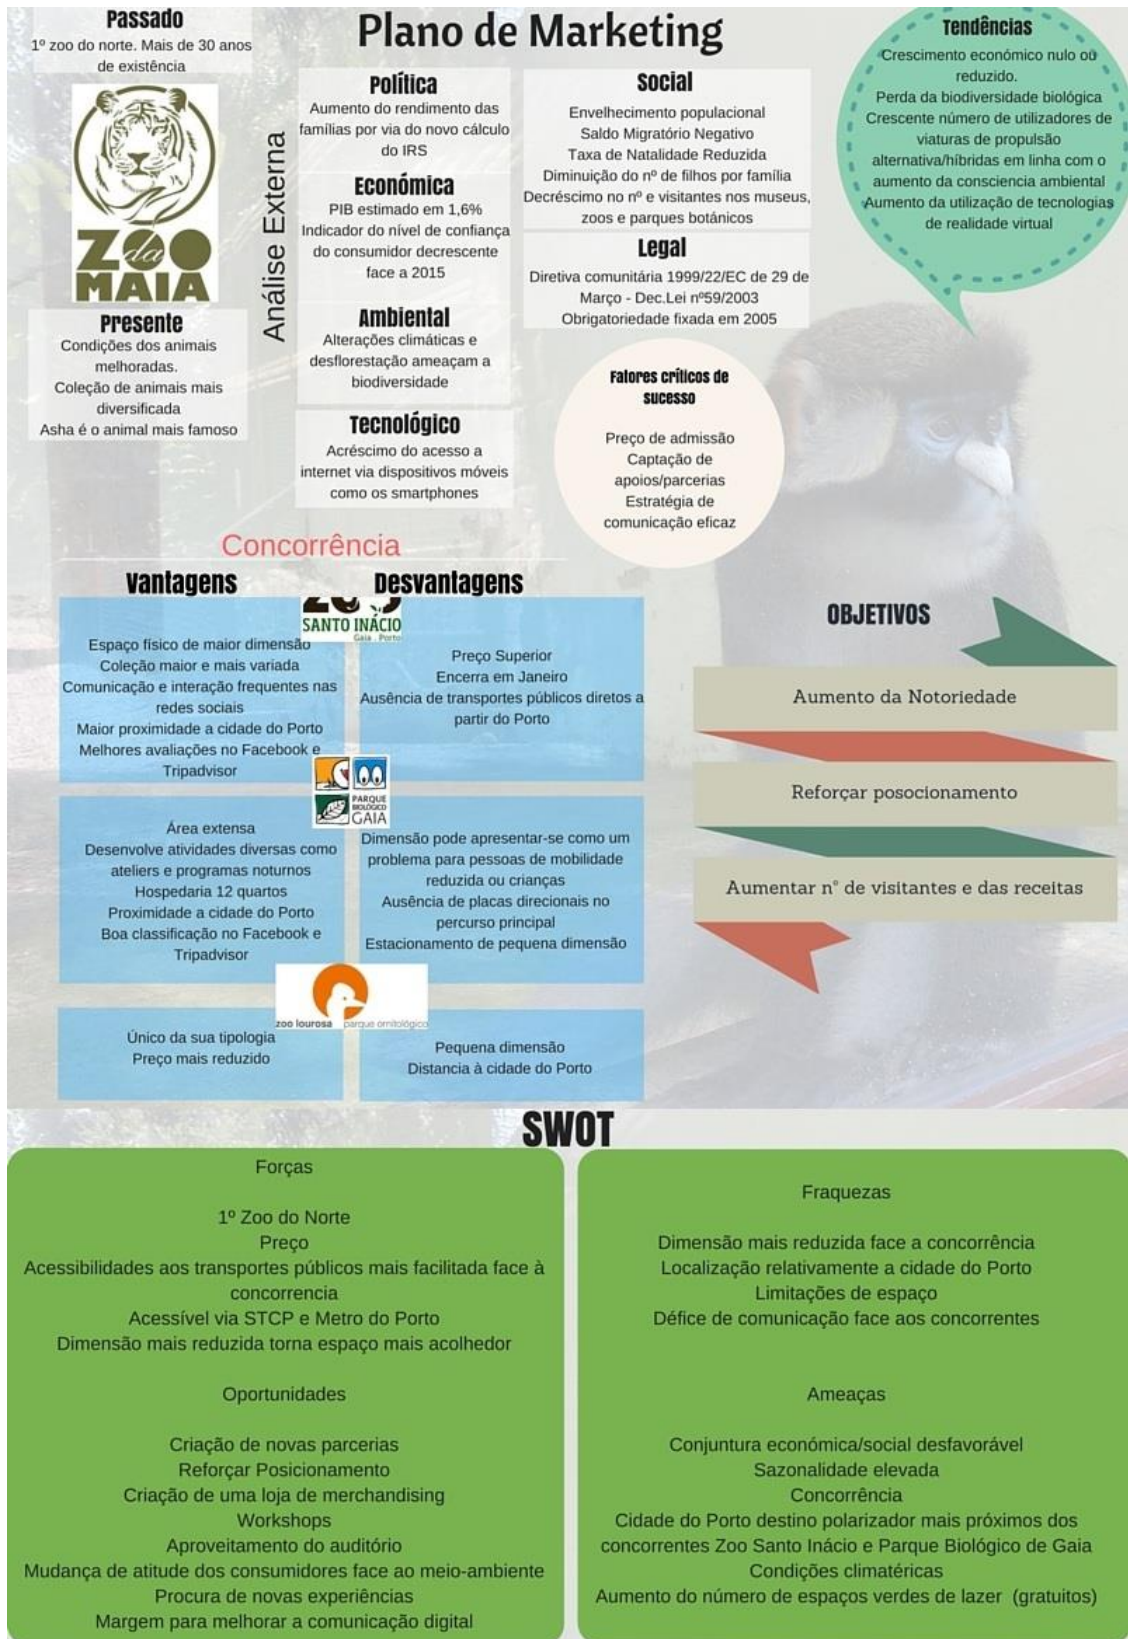 Plano de Marketing
Passado
1º zoo do norte. Mais de 30 anos
de existência
ZOO
da
MAIA
Presente
Condições dos animais
melhoradas.
Coleção de animais mais
diversificada
Asha é o animal mais famoso
Análise Externa
Política
Aumento do rendimento das
famílias por via do novo cálculo
do IRS
Económica
PIB estimado em 1,6%
Indicador do nível de confiança
do consumidor decrescente
face a 2015
Ambiental
Alterações climáticas e
desflorestação ameaçam a
biodiversidade
Tecnológico
Acréscimo do acesso a
internet via dispositivos móveis
como os smartphones
Social
Envelhecimento populacional
Saldo Migratório Negativo
Taxa de Natalidade Reduzida
Diminuição do nº de filhos por família
Decréscimo no nº e visitantes nos museus,
zoos e parques botánicos
Legal
Diretiva comunitária 1999/22/EC de 29 de
Março - Dec.Lei nº59/2003
Obrigatoriedade fixada em 2005
Tendências
Crescimento económico nulo ou
reduzido.
Perda da biodiversidade biológica
Crescente número de utilizadores de
viaturas de propulsão
alternativa/híbridas em linha com o
aumento da consciencia ambiental
Aumento da utilização de tecnologias
de realidade virtual
Fatores críticos de
sucesso
Preço de admissão
Captação de
apoios/parcerias
Estratégia de
comunicação eficaz
Concorrência
Vantagens
Desvantagens
ZOO
SANTO INÁCIO
Gaia . Porto
Espaço físico de maior dimensão
Coleção maior e mais variada
Comunicação e interação frequentes nas
redes sociais
Maior proximidade a cidade do Porto
Melhores avaliações no Facebook e
Tripadvisor
Preço Superior
Encerra em Janeiro
Ausência de transportes públicos diretos a
partir do Porto
PARQUE
BIOLÓGICO
GAIA
Área extensa
Desenvolve atividades diversas como
ateliers e programas noturnos
Hospedaria 12 quartos
Proximidade a cidade do Porto
Boa classificação no Facebook e
Tripadvisor
Dimensão pode apresentar-se como um
problema para pessoas de mobilidade
reduzida ou crianças
Ausência de placas direcionais no
percurso principal
Estacionamento de pequena dimensão
zoo lourosa parque ornitológico
Único da sua tipologia
Preço mais reduzido
Pequena dimensão
Distancia à cidade do Porto
OBJETIVOS
Aumento da Notoriedade
Reforçar posocionamento
Aumentar nº de visitantes e das receitas
SWOT
Forças
1º Zoo do Norte
Preço
Acessibilidades aos transportes públicos mais facilitada face à
concorrencia
Acessível via STCP e Metro do Porto
Dimensão mais reduzida torna espaço mais acolhedor
Fraquezas
Dimensão mais reduzida face a concorrência
Localização relativamente a cidade do Porto
Limitações de espaço
Défice de comunicação face aos concorrentes
Oportunidades
Criação de novas parcerias
Reforçar Posicionamento
Criação de uma loja de merchandising
Workshops
Aproveitamento do auditório
Mudança de atitude dos consumidores face ao meio-ambiente
Procura de novas experiências
Margem para melhorar a comunicação digital
Ameaças
Conjuntura económica/social desfavorável
Sazonalidade elevada
Concorrência
Cidade do Porto destino polarizador mais próximos dos
concorrentes Zoo Santo Inácio e Parque Biológico de Gaia
Condições climatéricas
Aumento do número de espaços verdes de lazer (gratuitos)